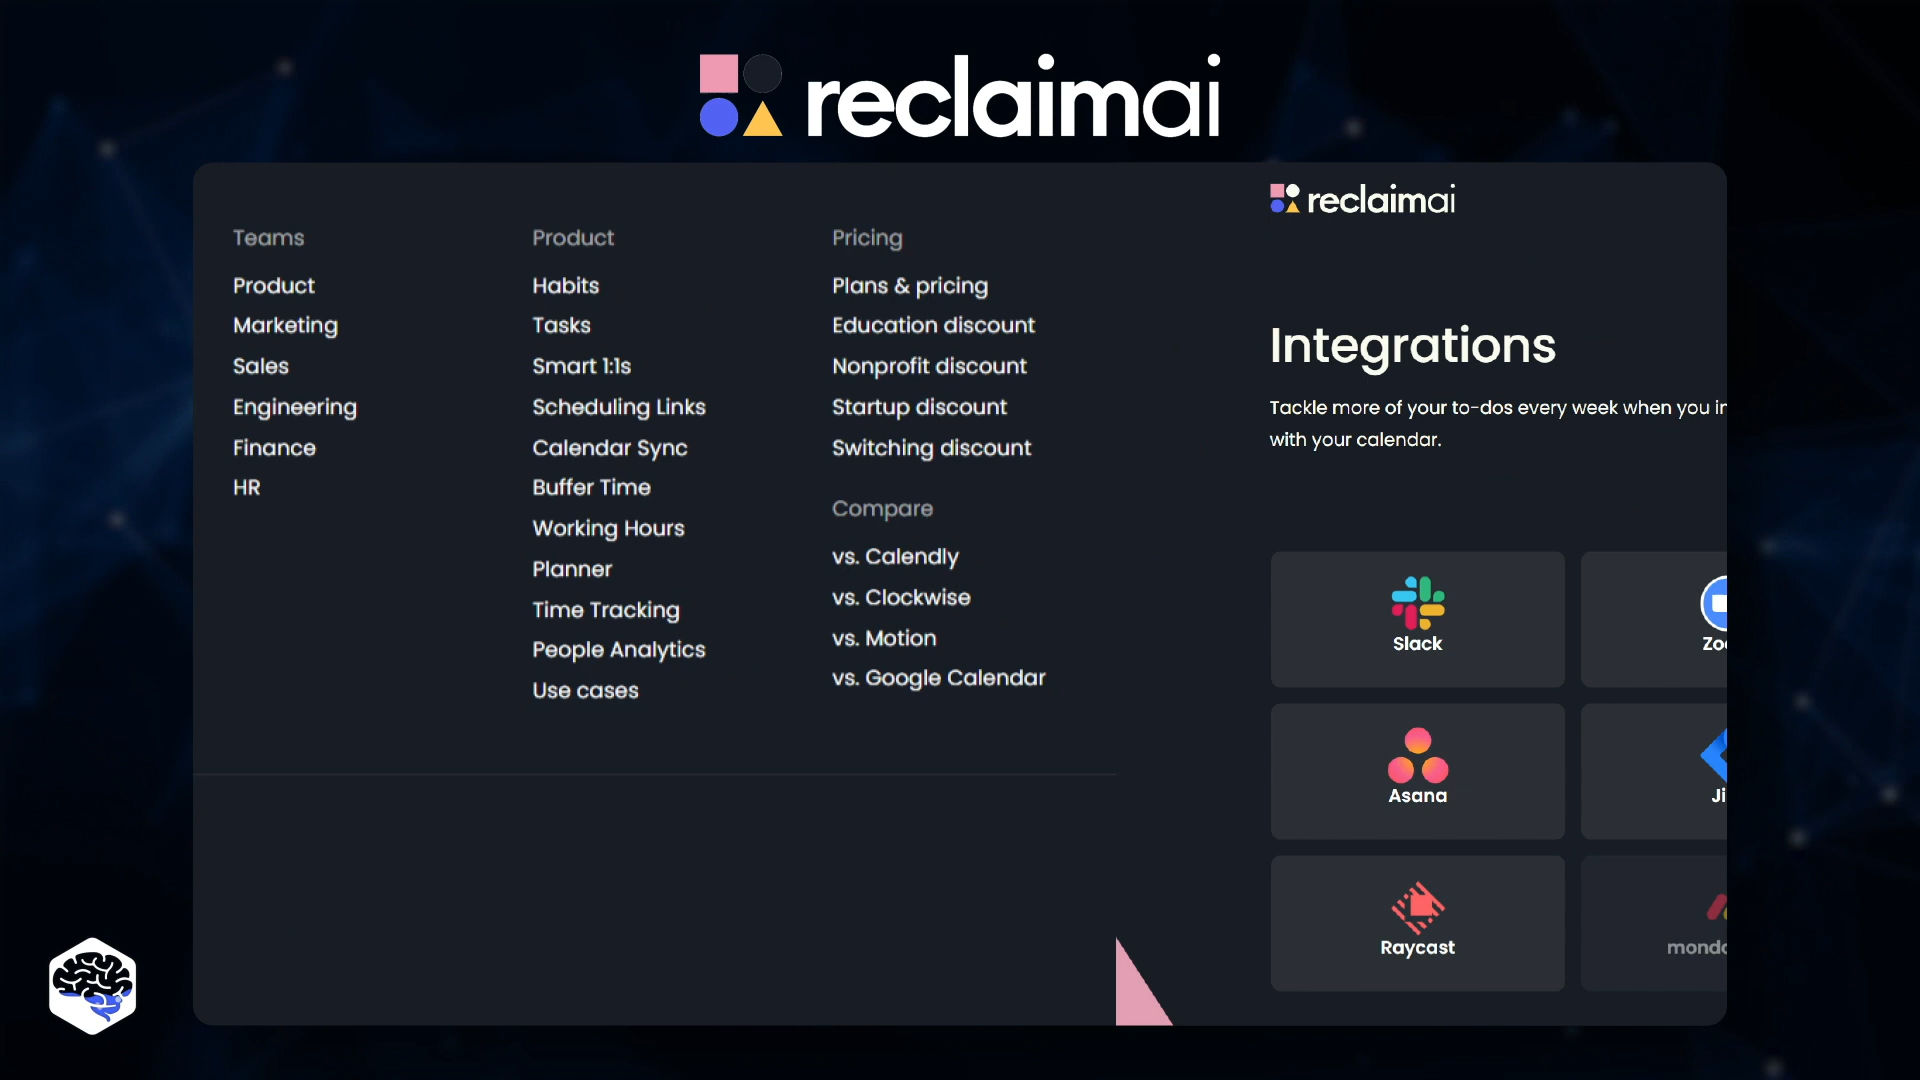 reclaimai
Teams
Product
Marketing
Sales
Engineering
Finance
HR
Product
Habits
Tasks
Smart 1:1s
Scheduling Links
Calendar Sync
Buffer Time
Working Hours
Planner
Time Tracking
People Analytics
Use cases
Pricing
Plans & pricing
Education discount
Nonprofit discount
Startup discount
Switching discount
Compare
vs. Calendly
vs. Clockwise
vs. Motion
vs. Google Calendar
reclaimai
Integrations
Tackle more of your to-dos every week when you
with your calendar.
Slack
Asana
Raycast